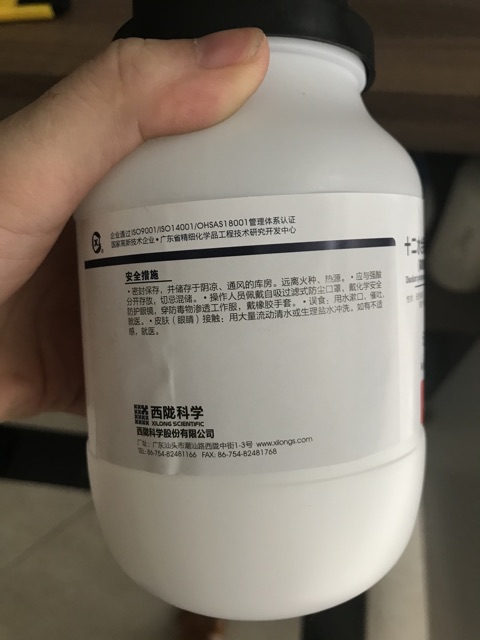 企业通过ISO9001/ISO14001/OHSAS18001管理体系认证
国家高新技术企业·广东省精细化学品工程技术研究开发中心
安全措施
·密封保存，并储存于阴凉、通风的库房。远离火种、热源。·应与强酸
分开存放，切忌混储。·操作人员佩戴自吸过滤式防尘口罩，戴化学安全
防护眼镜，穿防毒物渗透工作服，戴橡胶手套。·误食：用水漱口，催吐，
就医。·皮肤（眼睛）接触：用大量流动清水或生理盐水冲洗，如有不适
感，就医。
西陇科学
XILONG SCIENTIFIC
西陇科学股份有限公司
厂址：广东汕头市潮汕路西陇中街1-3号 www.xilongs.com
TEL: 86-754-82481166 FAX: 86-754-82481768
十二水